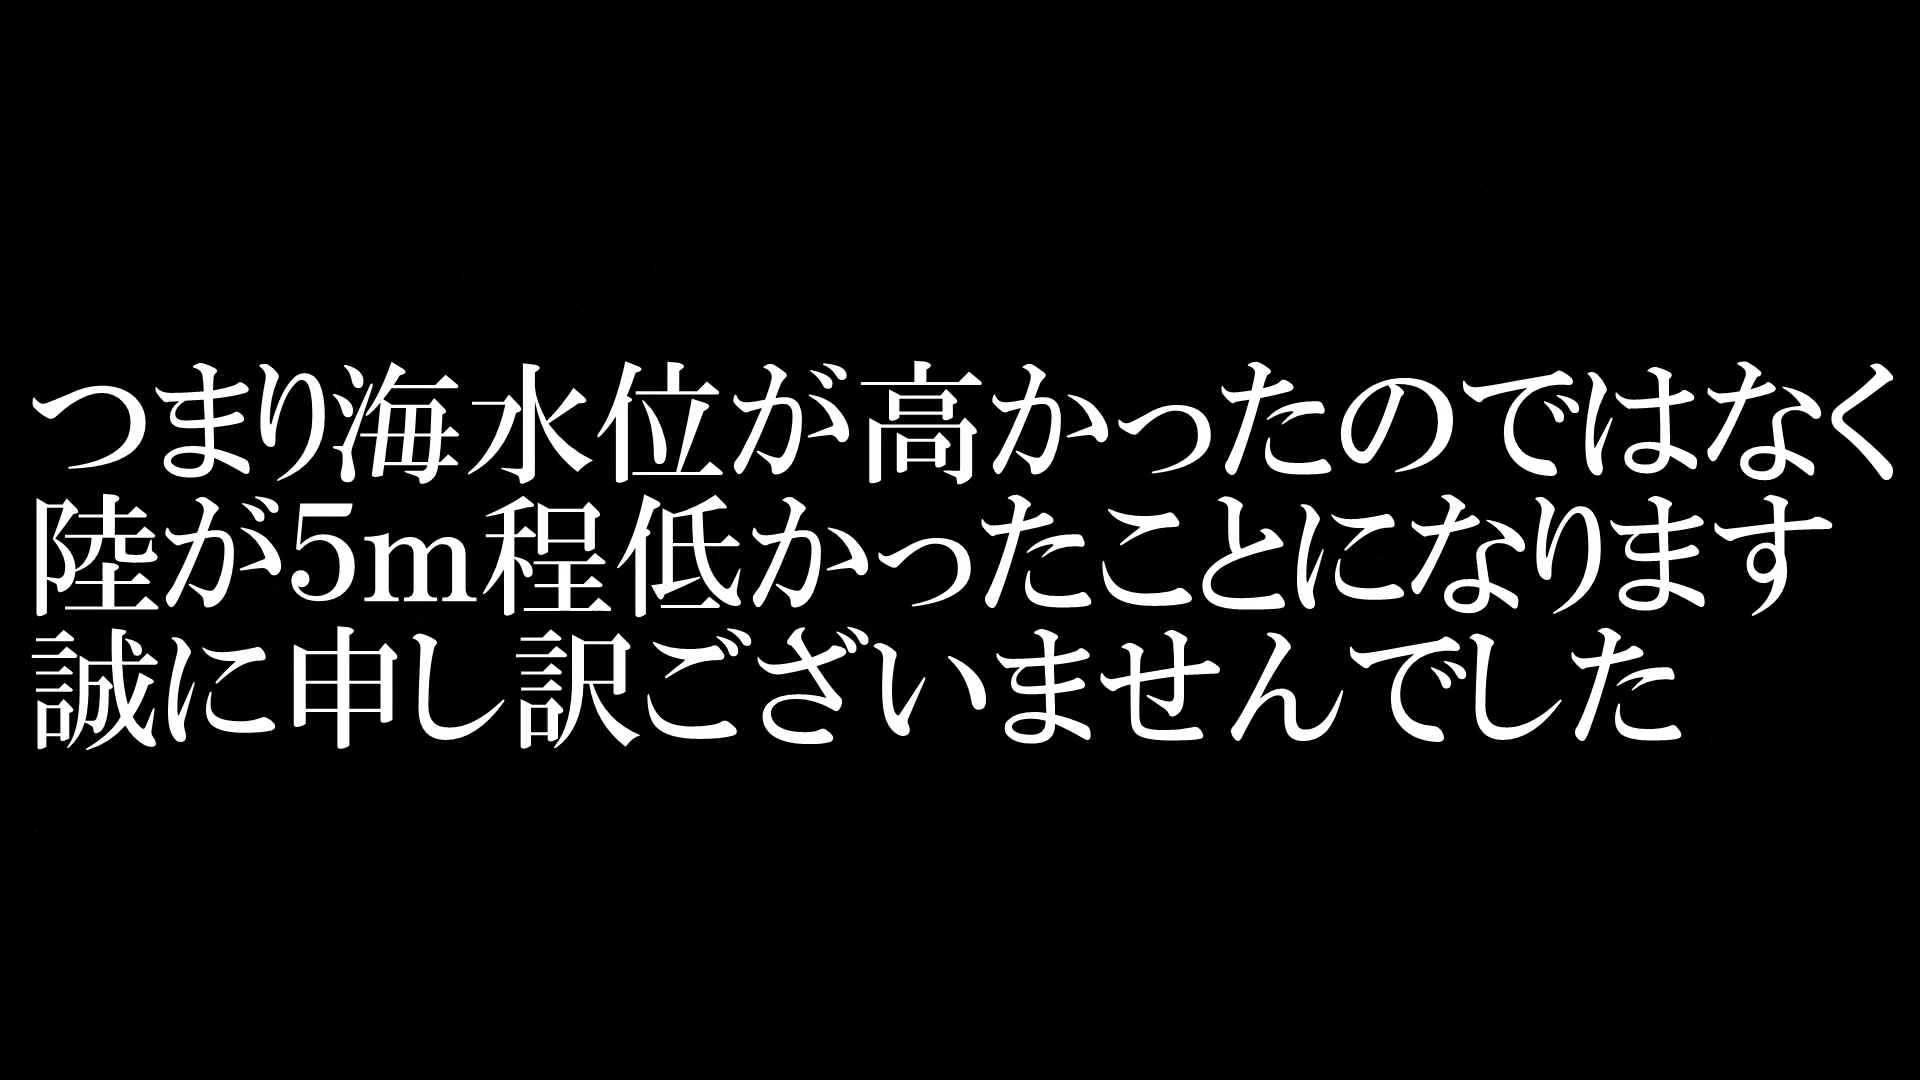 つまり海水位が高かったのではなく
陸が5m程低かったことになります
誠に申し訳ございませんでした